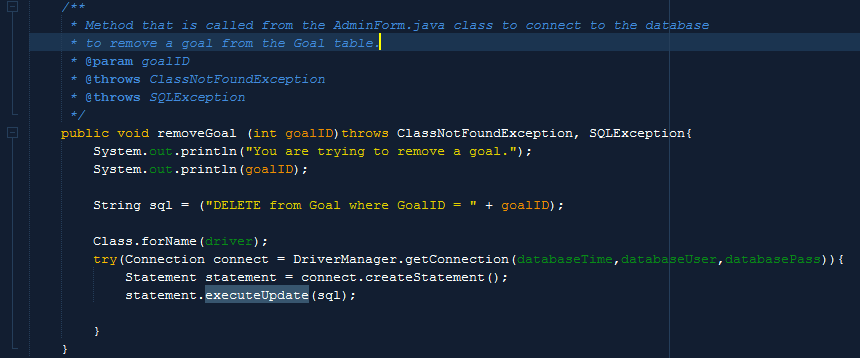 /**
 * Method that is called from the AdminForm.java class to connect to the database
 * to remove a goal from the Goal table.
 * @param goalID
 * @throws ClassNotFoundException
 * @throws SQLException
 */
public void removeGoal (int goalID)throws ClassNotFoundException, SQLException{
    System.out.println("You are trying to remove a goal.");
    System.out.println(goalID);

    String sql = ("DELETE from Goal where GoalID = " + goalID);

    Class.forName(driver);
    try(Connection connect = DriverManager.getConnection(databaseTime,databaseUser,databasePass)){
        Statement statement = connect.createStatement();
        statement.executeUpdate(sql);

    }
}